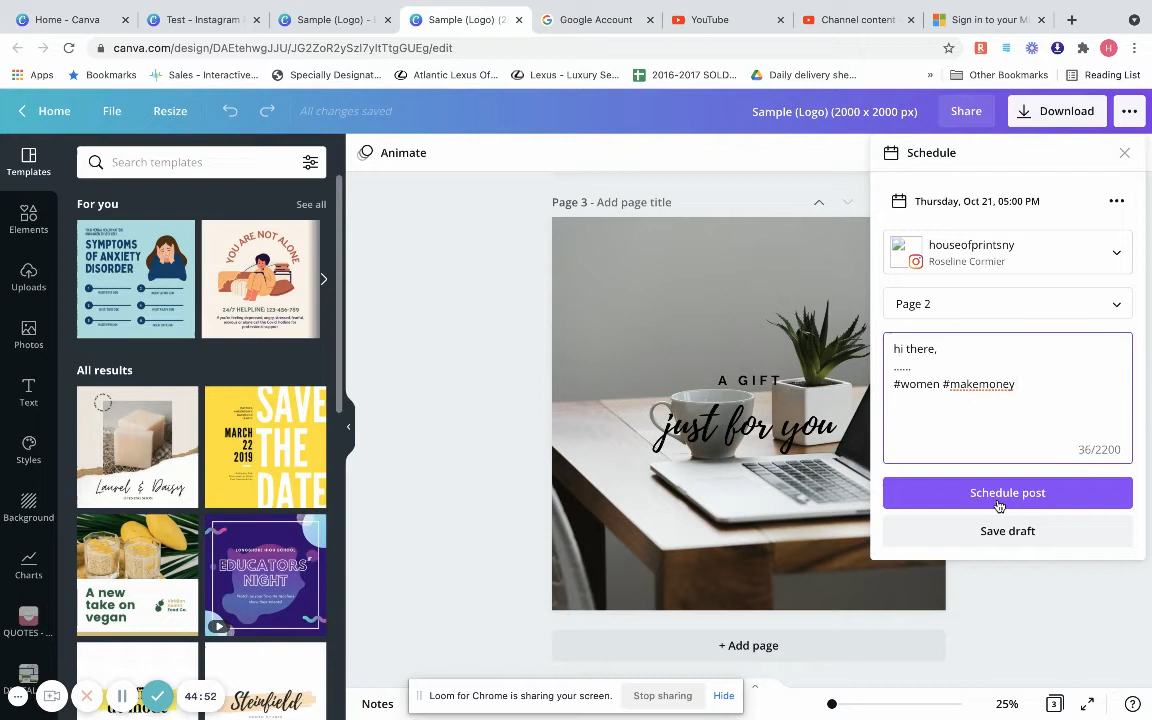 Home - Canva
Test - Instagram
Sample (Logo) -
Sample (Logo) (2
Google Account
YouTube
Channel content
Sign in to your M
canva.com/design/DAEtehwgJJU/JG2ZoR2ySzI7yItTtgGUEg/edit
R
H
Apps
Bookmarks
Sales - Interactive...
Specially Designat...
Atlantic Lexus Of...
Lexus - Luxury Se...
2016-2017 SOLD...
Daily delivery she...
»
Other Bookmarks
Reading List
Home
File
Resize
All changes saved
Sample (Logo) (2000 x 2000 px)
Share
Download
Templates
Elements
Uploads
Photos
Text
Styles
Background
Charts
QUOTES - ...
Search templates
For you
See all
SYMPTOMS
OF ANXIETY
DISORDER
YOU ARE NOT ALONE
24/7 HELPLINE: 123-456-789
All results
Laurel & Daisy
SAVE
THE
DATE
MARCH
22
2019
A new
take on
vegan
LONGSHORE HIGH SCHOOL
EDUCATORS'
NIGHT
Steinfield
Animate
Page 3 - Add page title
A GIFT
just for you
+ Add page
Schedule
Thursday, Oct 21, 05:00 PM
houseofprintsny
Roseline Cormier
Page 2
hi there,
......
#women #makemoney
36/2200
Schedule post
Save draft
44:52
Loom for Chrome is sharing your screen.
Stop sharing
Hide
Notes
25%
3